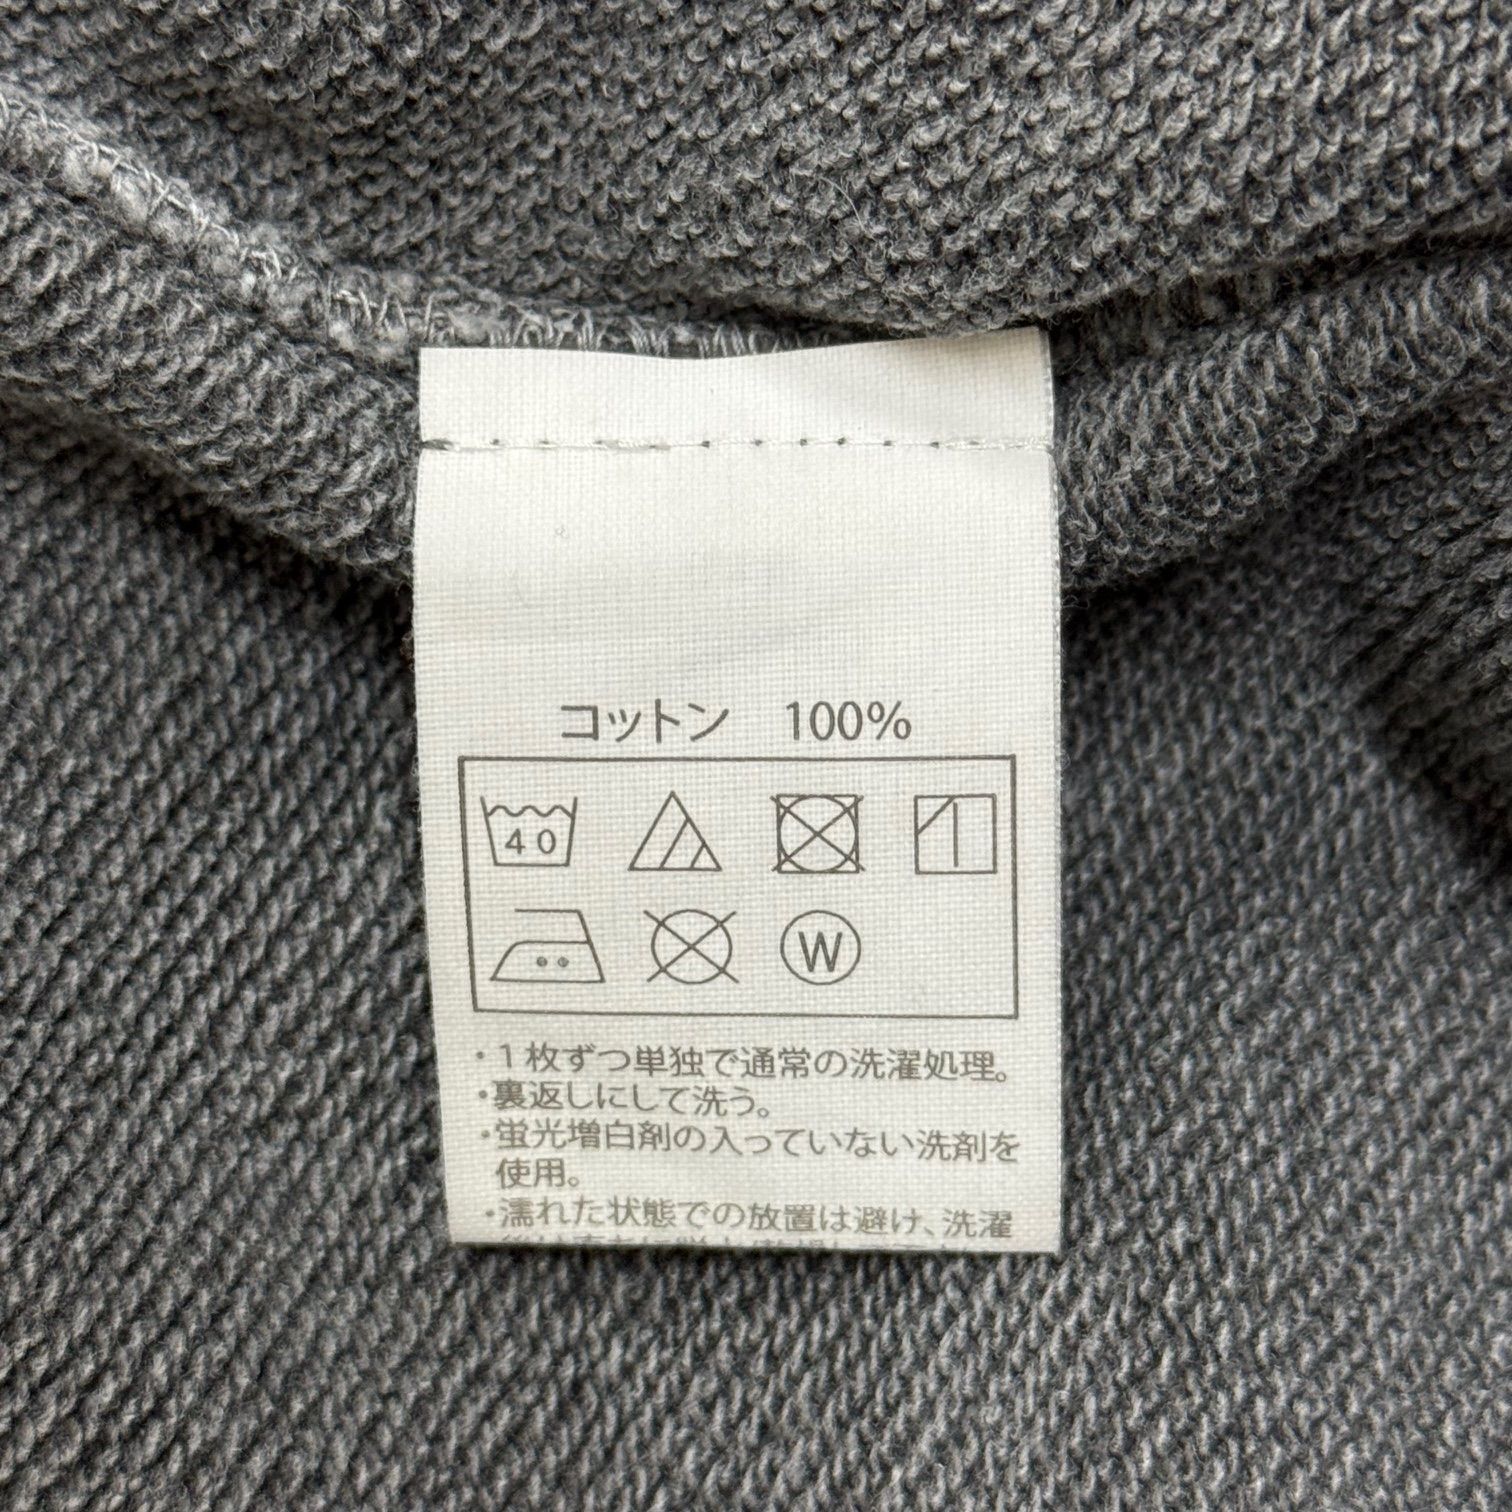 コットン 100%
40
W
・1枚ずつ単独で通常の洗濯処理。
・裏返しにして洗う。
・蛍光増白剤の入っていない洗剤を
使用。
・濡れた状態での放置は避け、洗濯